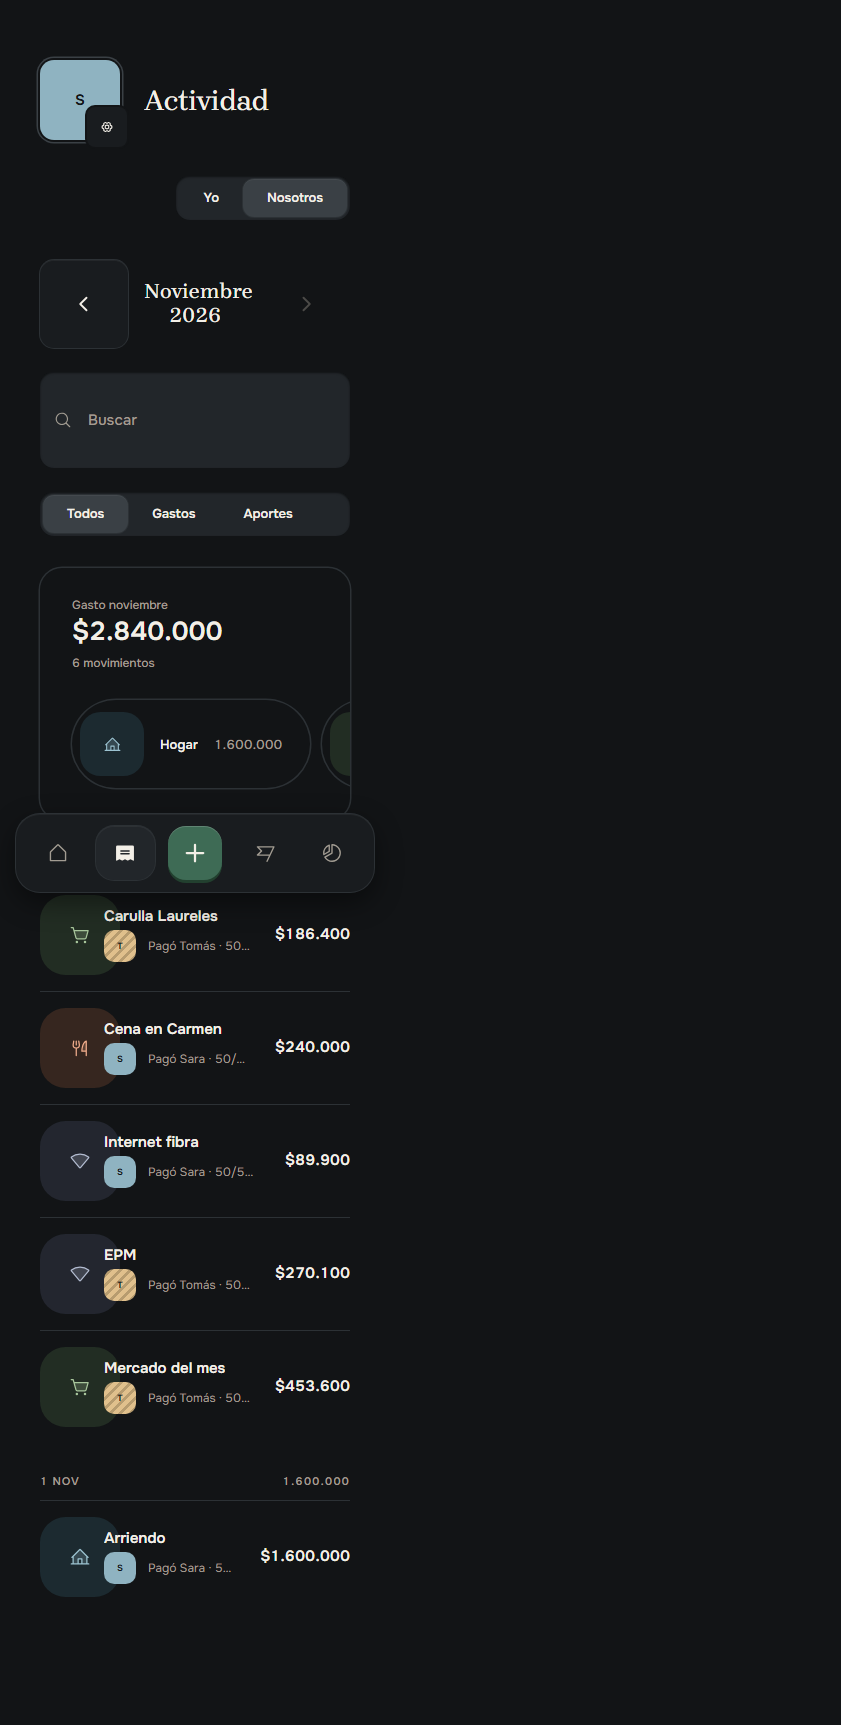 S
Actividad
Yo Nosotros
Noviembre
2026
Buscar
Todos Gastos Aportes
Gasto noviembre
$2.840.000
6 movimientos
Hogar 1.600.000
Carulla Laureles
T Pagó Tomás · 50... $186.400
Cena en Carmen
S Pagó Sara · 50/... $240.000
Internet fibra
S Pagó Sara · 50/5... $89.900
EPM
T Pagó Tomás · 50... $270.100
Mercado del mes
T Pagó Tomás · 50... $453.600
1 NOV 1.600.000
Arriendo
S Pagó Sara · 5... $1.600.000